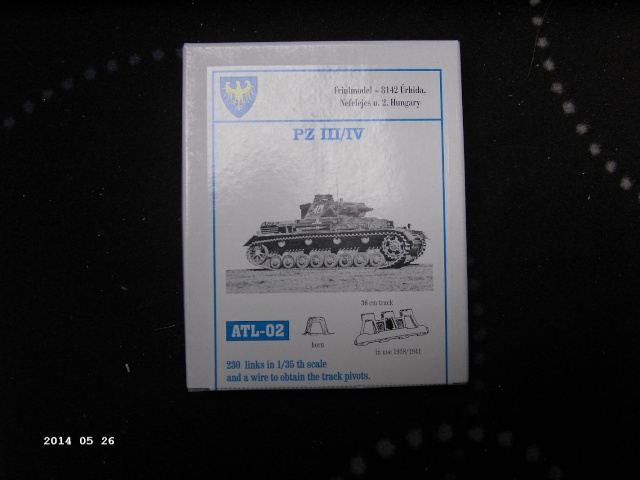 Friulmodel - 8142 Úrhida.
Nefelejcs u. 2. Hungary
PZ III/IV
36 cm track
ATL-02
horn
in use 1938/1941
230 links in 1/35 th scale
and a wire to obtain the track pivots.
2014 05 26